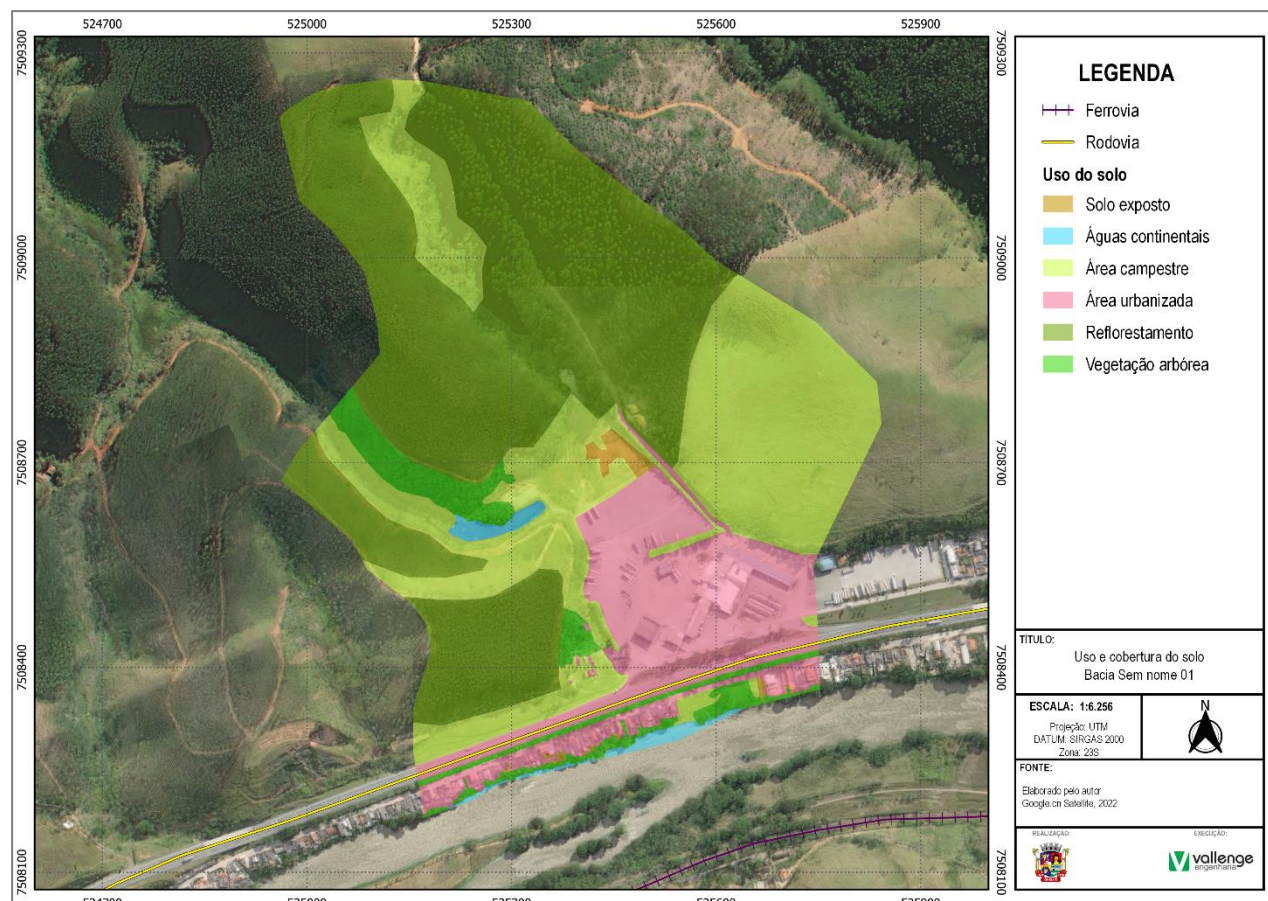 524700 525000 525300 525600 525900
7509300
7509300
7509000
7509000
7508700
7508700
7508400
7508400
7508100
7508100
LEGENDA
Ferrovia
Rodovia
Uso do solo
Solo exposto
Águas continentais
Área campestre
Área urbanizada
Reflorestamento
Vegetação arbórea
TÍTULO:
Uso e cobertura do solo
Bacia Sem nome 01
ESCALA: 1:6.256
Projeção: UTM
DATUM: SIRGAS 2000
Zona: 23S
N
FONTE:
Elaborado pelo autor
Google.cn Satellite, 2022
REALIZAÇÃO:
EXECUÇÃO:
vallenge
engenharia